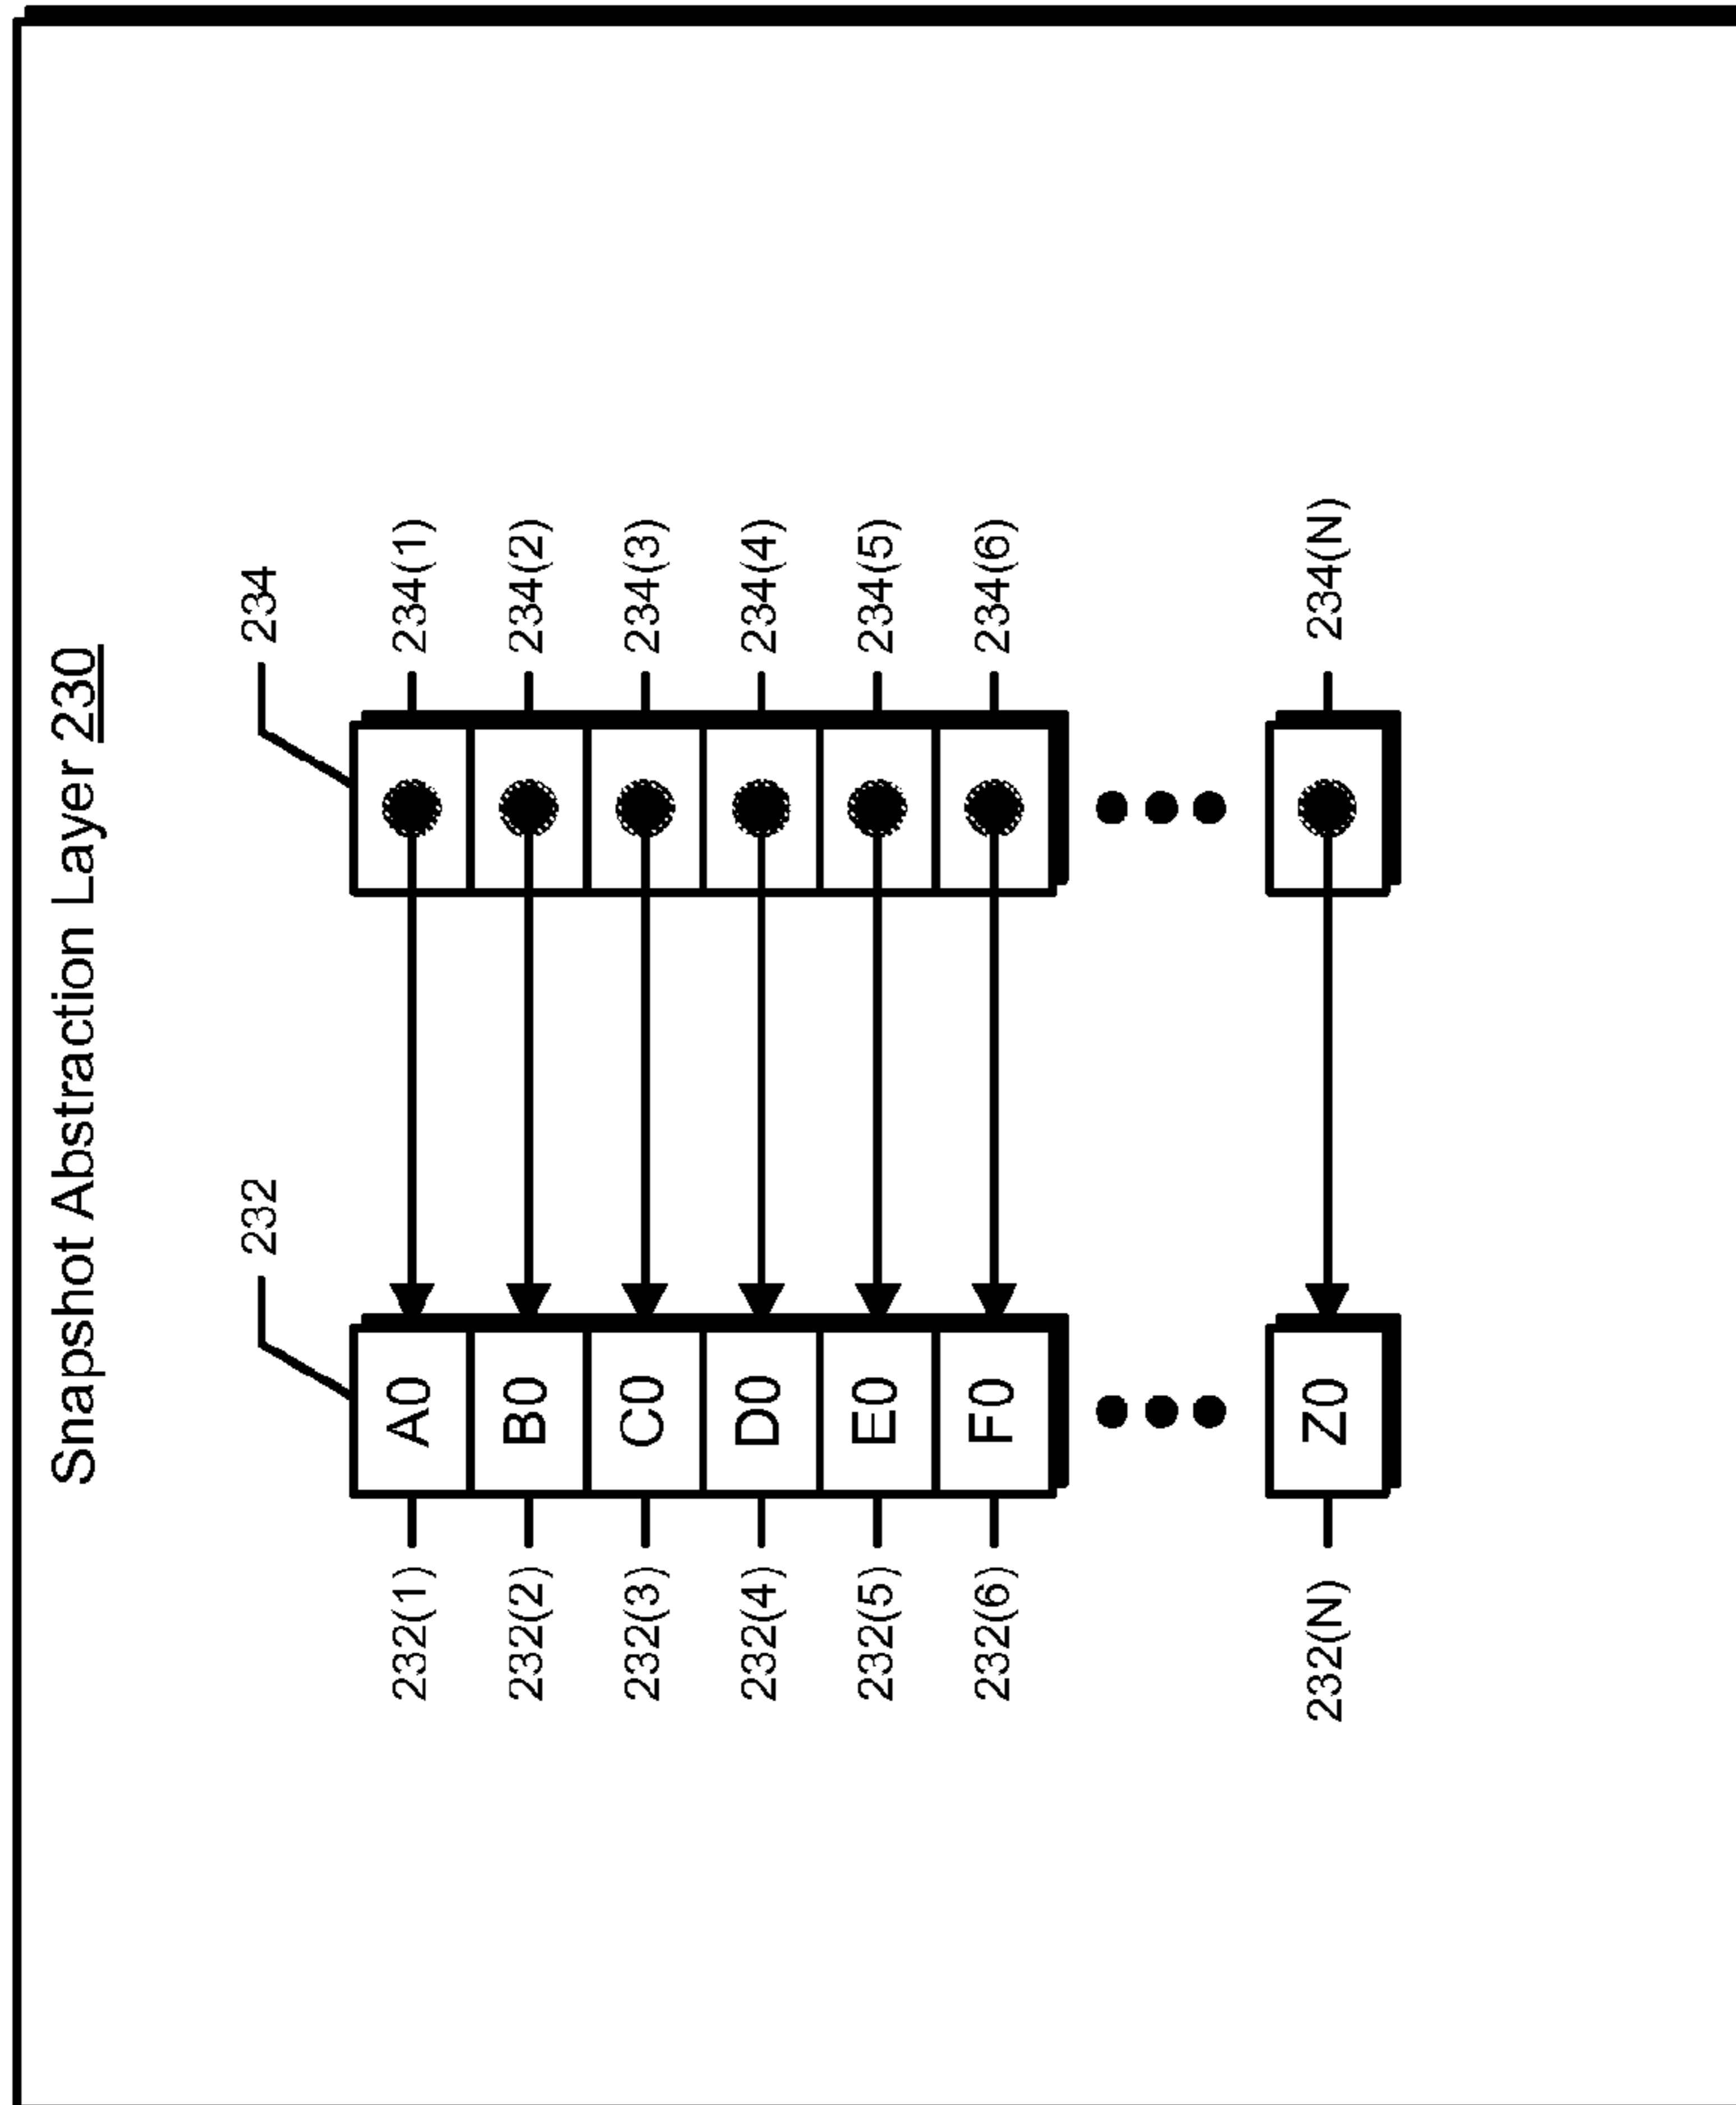 Snapshot Abstraction Layer 230
232 234
232(1) A0 234(1)
232(2) B0 234(2)
232(3) C0 234(3)
232(4) D0 234(4)
232(5) E0 234(5)
232(6) F0 234(6)
232(N) Z0 234(N)